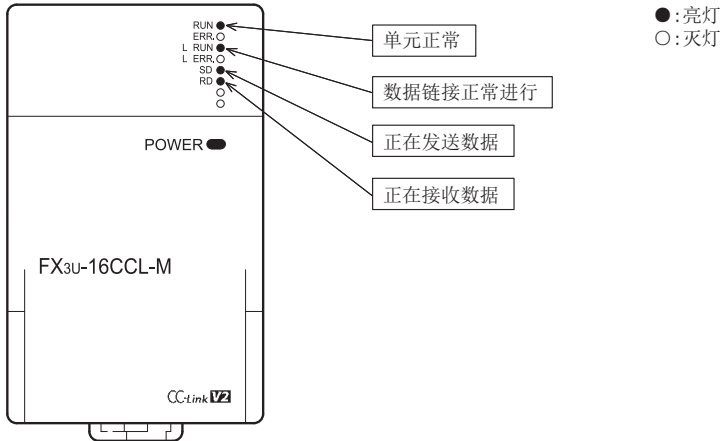 RUN
ERR.
L RUN
L ERR.
SD
RD
POWER
FX3U-16CCL-M
CC-Link V2
单元正常
数据链接正常进行
正在发送数据
正在接收数据
●:亮灯
○:灭灯